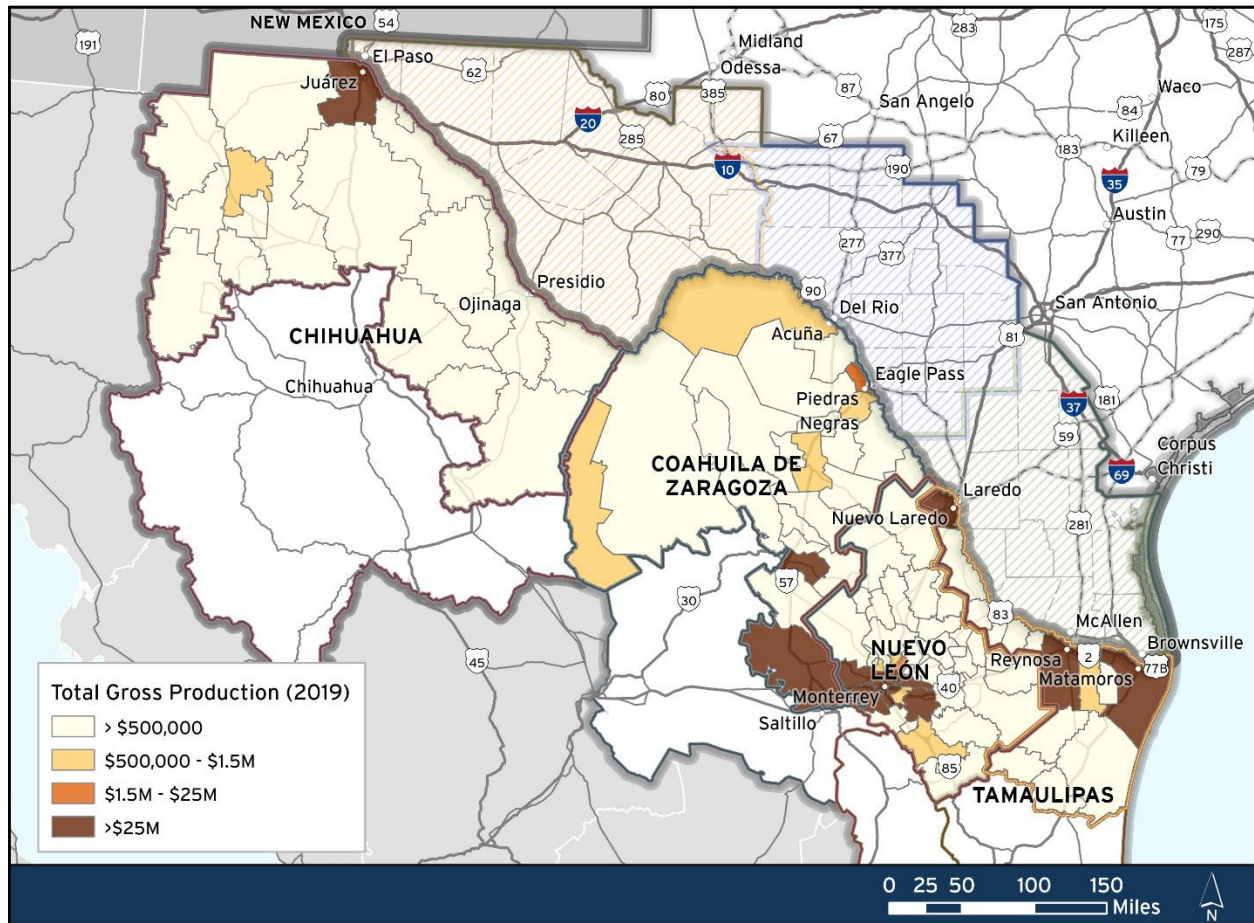 NEW MEXICO
54
191
El Paso
62
Juárez
Midland
Odessa
80
385
87
283
175
287
San Angelo
Waco
84
20
285
67
Killeen
183
79
10
190
35
Austin
77
290
277
377
Presidio
Ojinaga
90
Del Rio
San Antonio
CHIHUAHUA
Acuña
81
Chihuahua
Eagle Pass
Piedras
Negras
37
181
59
Corpus
Christi
69
COAHUILA DE
ZARAGOZA
Laredo
Nuevo Laredo
281
57
30
83
McAllen
Brownsville
NUEVO
LEÓN
Reynosa
2
77B
Matamoros
45
Monterrey
40
Saltillo
85
TAMAULIPAS
Total Gross Production (2019)
> $500,000
$500,000 - $1.5M
$1.5M - $25M
>$25M
0 25 50 100 150
Miles
N